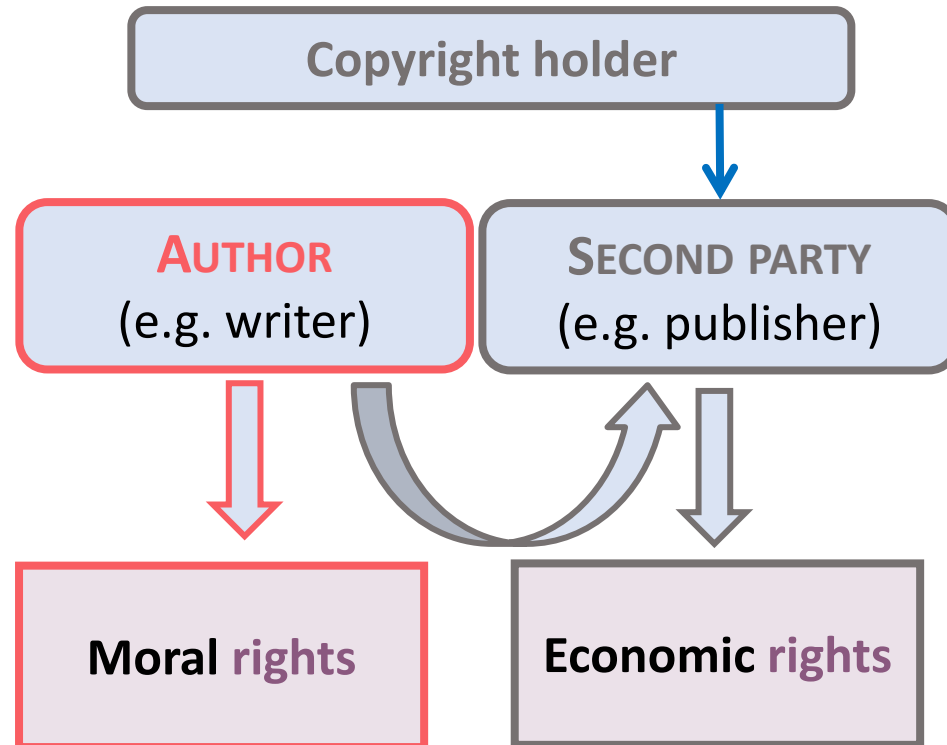 Copyright holder
AUTHOR
(e.g. writer)
SECOND PARTY
(e.g. publisher)
Moral rights
Economic rights